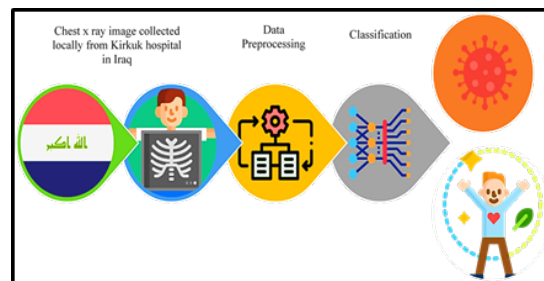 Chest x ray image collected
locally from Kirkuk hospital
in Iraq
Data
Preprocessing
Classification
الله اكبر